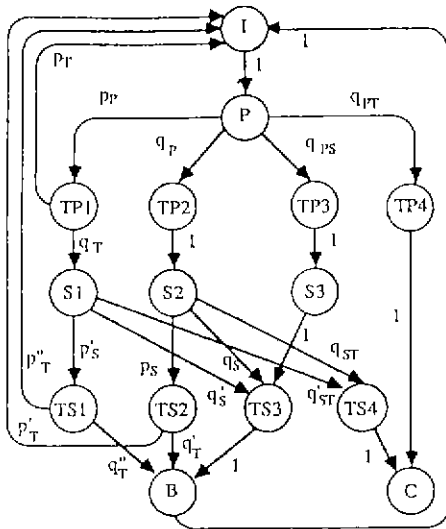 I
p_T 1 1
p_P P q_PT
q_P q_PS
TP1 TP2 TP3 TP4
q_T 1 1
S1 S2 S3 1
p''_T p'_S p_S q_S 1 q_ST
q'_S q'_ST
p'_T TS1 TS2 TS3 TS4
q''_T q'_T 1 1
B C